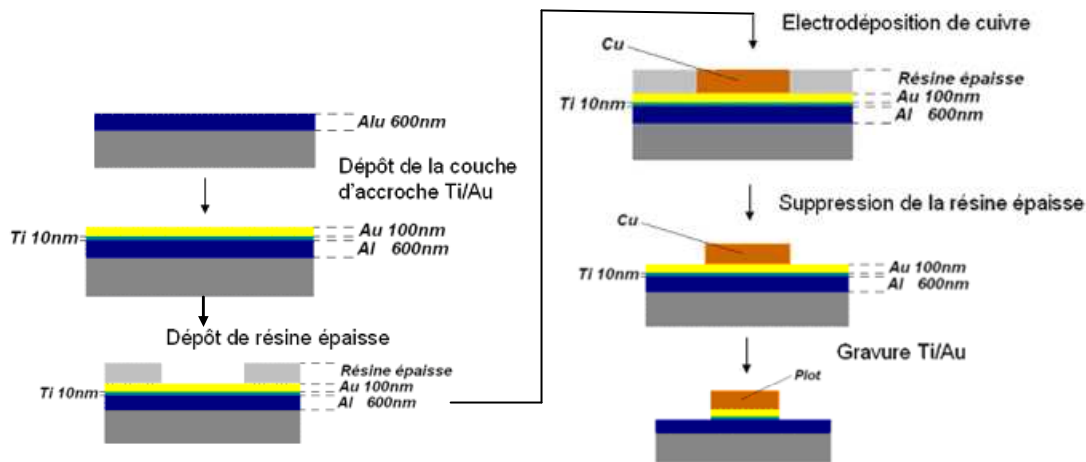 Alu 600nm
Dépôt de la couche
d'accroche Ti/Au
Ti 10nm
Au 100nm
Al 600nm
Dépôt de résine épaisse
Résine épaisse
Ti 10nm
Au 100nm
Al 600nm
Electrodéposition de cuivre
Cu
Résine épaisse
Au 100nm
Ti 10nm
Al 600nm
Suppression de la résine épaisse
Cu
Au 100nm
Ti 10nm
Al 600nm
Gravure Ti/Au
Plot